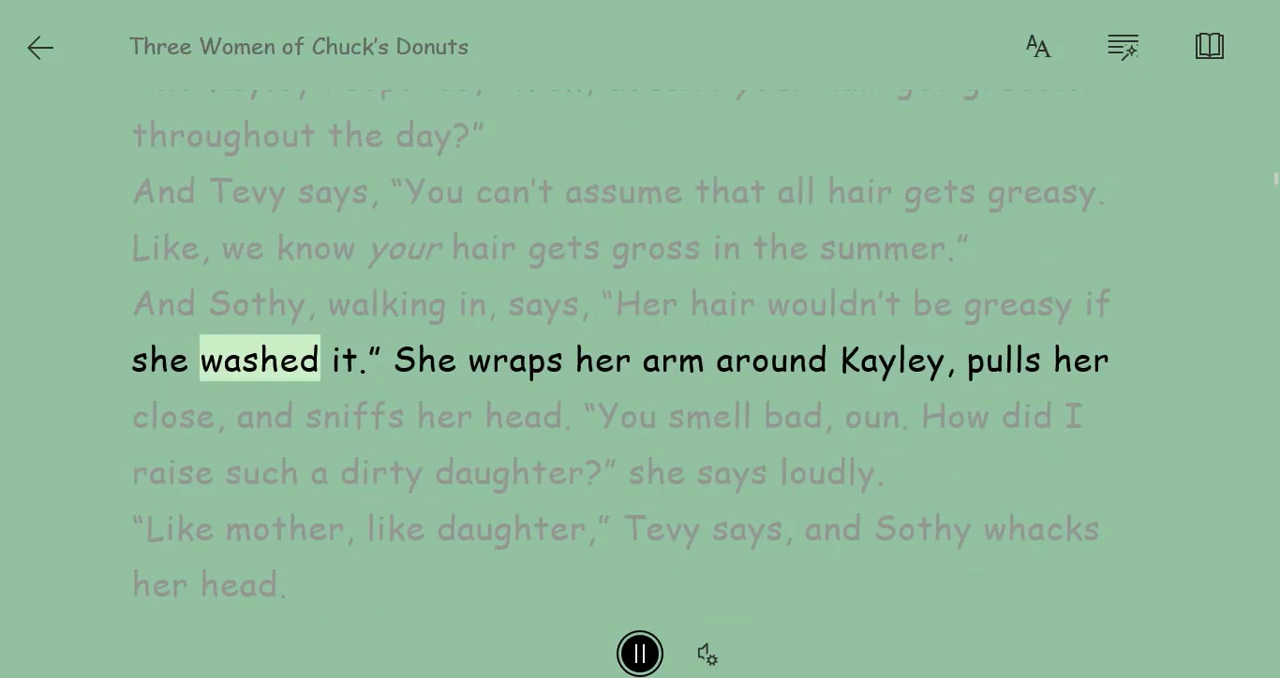 Three Women of Chuck's Donuts
throughout the day?”
And Tevy says, “You can't assume that all hair gets greasy.
Like, we know your hair gets gross in the summer.”
And Sothy, walking in, says, “Her hair wouldn't be greasy if
she washed it.” She wraps her arm around Kayley, pulls her
close, and sniffs her head. “You smell bad, oun. How did I
raise such a dirty daughter?” she says loudly.
“Like mother, like daughter,” Tevy says, and Sothy whacks
her head.